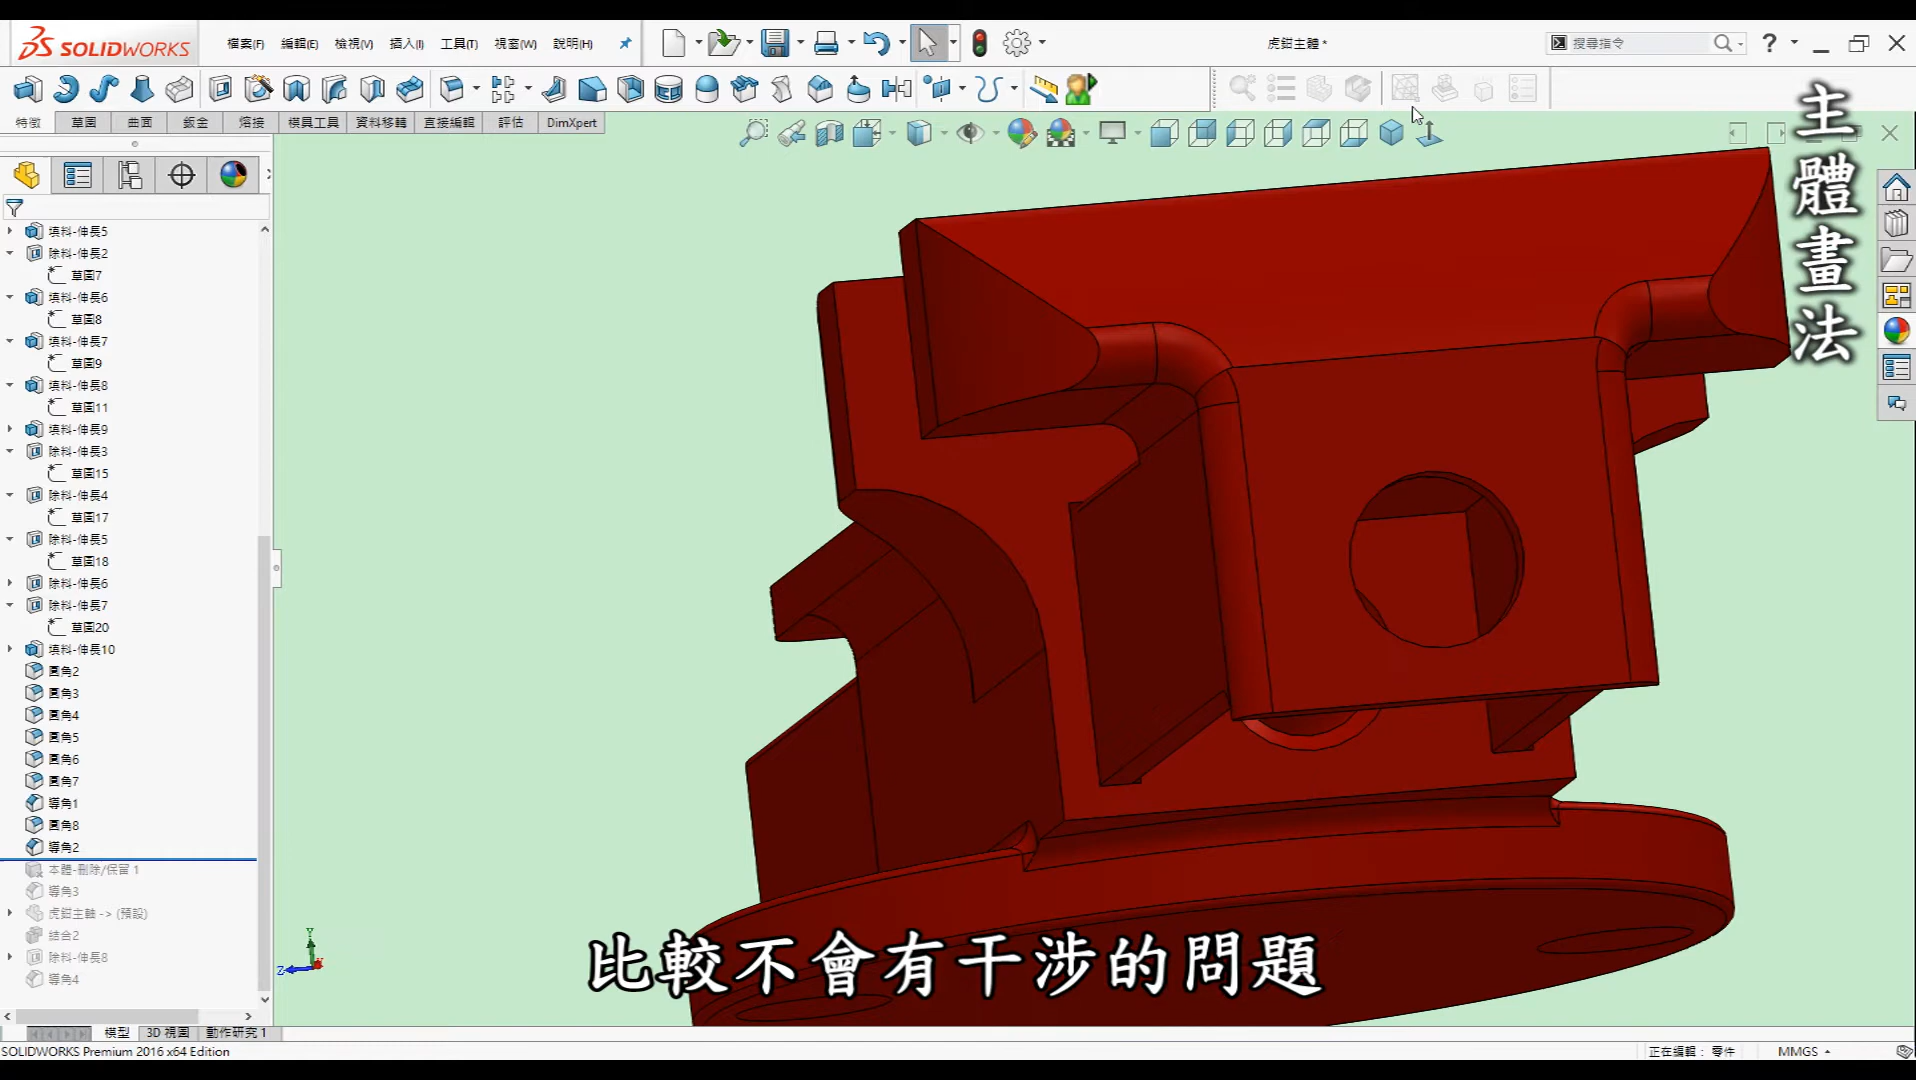 SOLIDWORKS
檔案(F) 編輯(E) 檢視(V) 插入(I) 工具(T) 視窗(W) 說明(H)
虎鉗主體 *
搜尋指令
特徵 草圖 曲面 鈑金 熔接 模具工具 資料移轉 直接編輯 評估 DimXpert
主體畫法
填料-伸長5
除料-伸長2
草圖7
填料-伸長6
草圖8
填料-伸長7
草圖9
填料-伸長8
草圖11
填料-伸長9
除料-伸長3
草圖15
除料-伸長4
草圖17
除料-伸長5
草圖18
除料-伸長6
除料-伸長7
草圖20
填料-伸長10
圓角2
圓角3
圓角4
圓角5
圓角6
圓角7
導角1
圓角8
導角2
本體-刪除/保留 1
導角3
虎鉗主軸 -> (預設)
結合2
除料-伸長8
導角4
Y
Z
比較不會有干涉的問題
模型 3D 視圖 動作研究 1
SOLIDWORKS Premium 2016 x64 Edition
正在編輯： 零件
MMGS